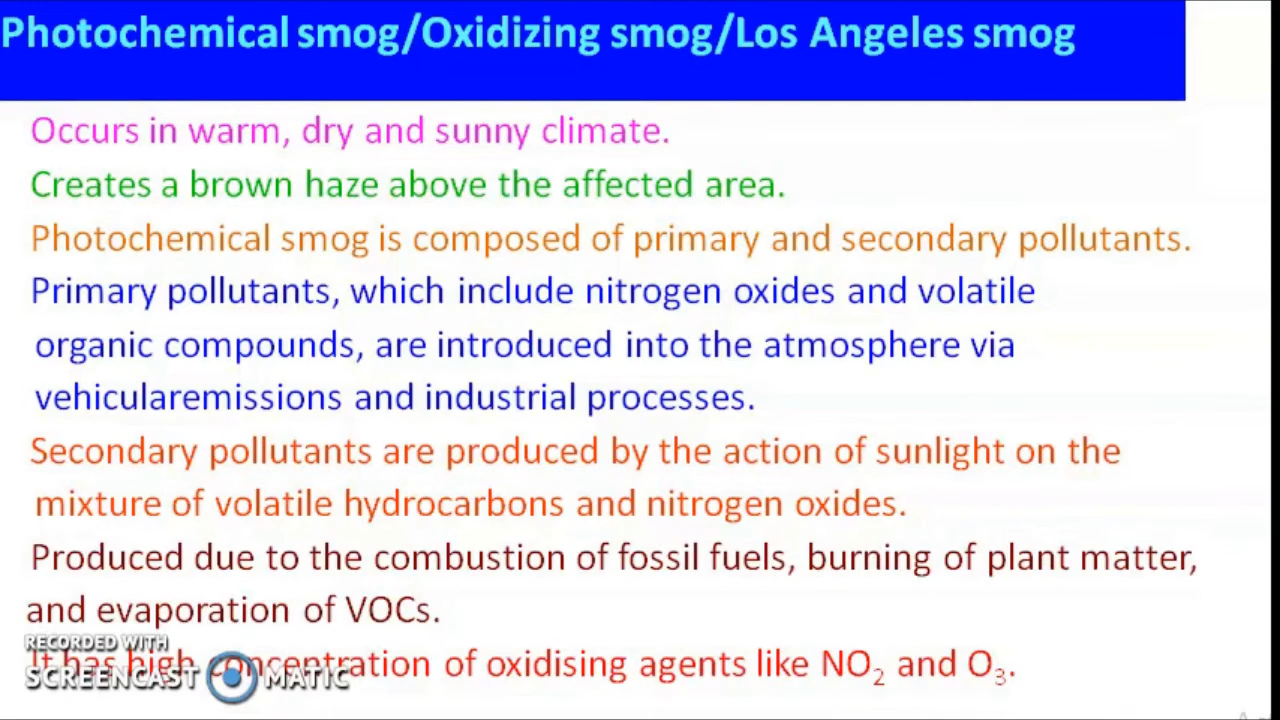 Photochemical smog/Oxidizing smog/Los Angeles smog
Occurs in warm, dry and sunny climate.
Creates a brown haze above the affected area.
Photochemical smog is composed of primary and secondary pollutants.
Primary pollutants, which include nitrogen oxides and volatile
organic compounds, are introduced into the atmosphere via
vehicularemissions and industrial processes.
Secondary pollutants are produced by the action of sunlight on the
mixture of volatile hydrocarbons and nitrogen oxides.
Produced due to the combustion of fossil fuels, burning of plant matter,
and evaporation of VOCs.
RECORDED WITH
It has high concentration of oxidising agents like NO₂ and O₃.
SCREENCAST MATIC